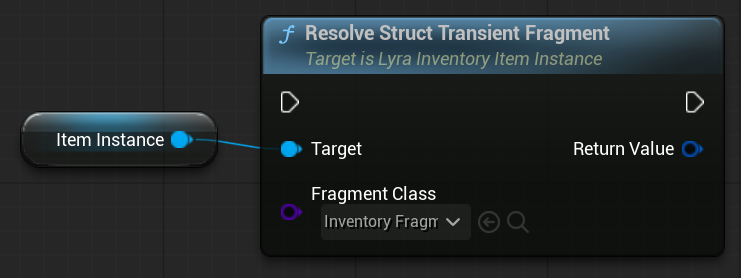 Resolve Struct Transient Fragment
Target is Lyra Inventory Item Instance
Item Instance
Target
Return Value
Fragment Class
Inventory Fragm